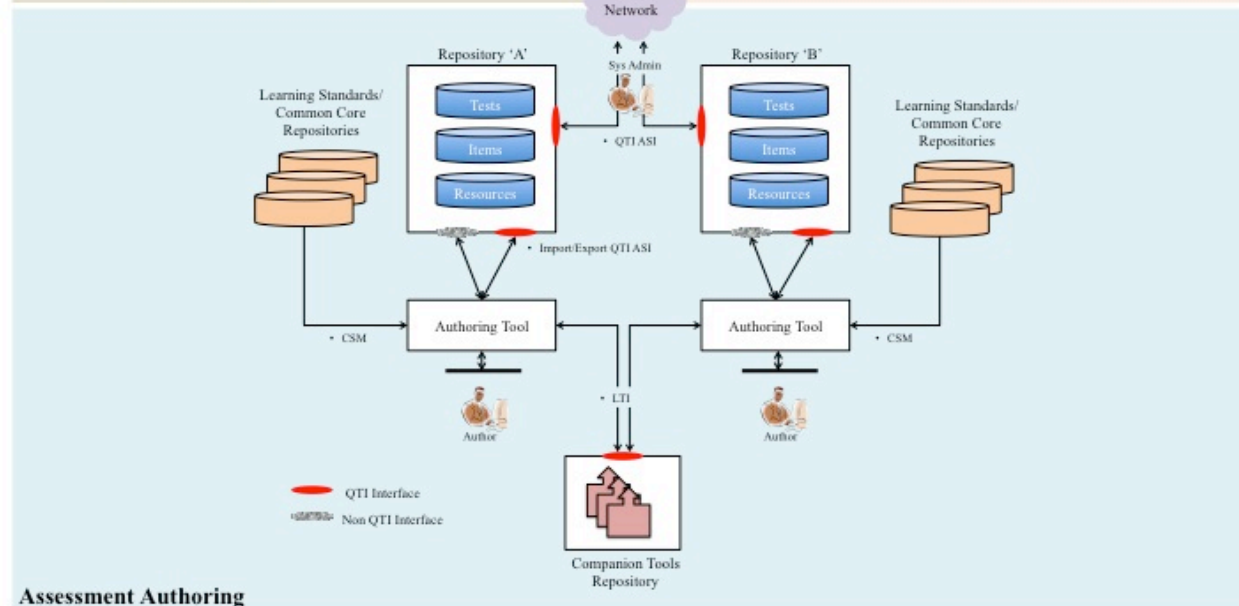 Network
Repository ‘A’
Sys Admin
Repository ‘B’
Learning Standards/
Common Core
Repositories
Tests
Items
Resources
• QTI ASI
Tests
Items
Resources
Learning Standards/
Common Core
Repositories
• Import/Export QTI ASI
Authoring Tool
Authoring Tool
• CSM
• CSM
• LTI
Author
Author
QTI Interface
Non QTI Interface
Companion Tools
Repository
Assessment Authoring